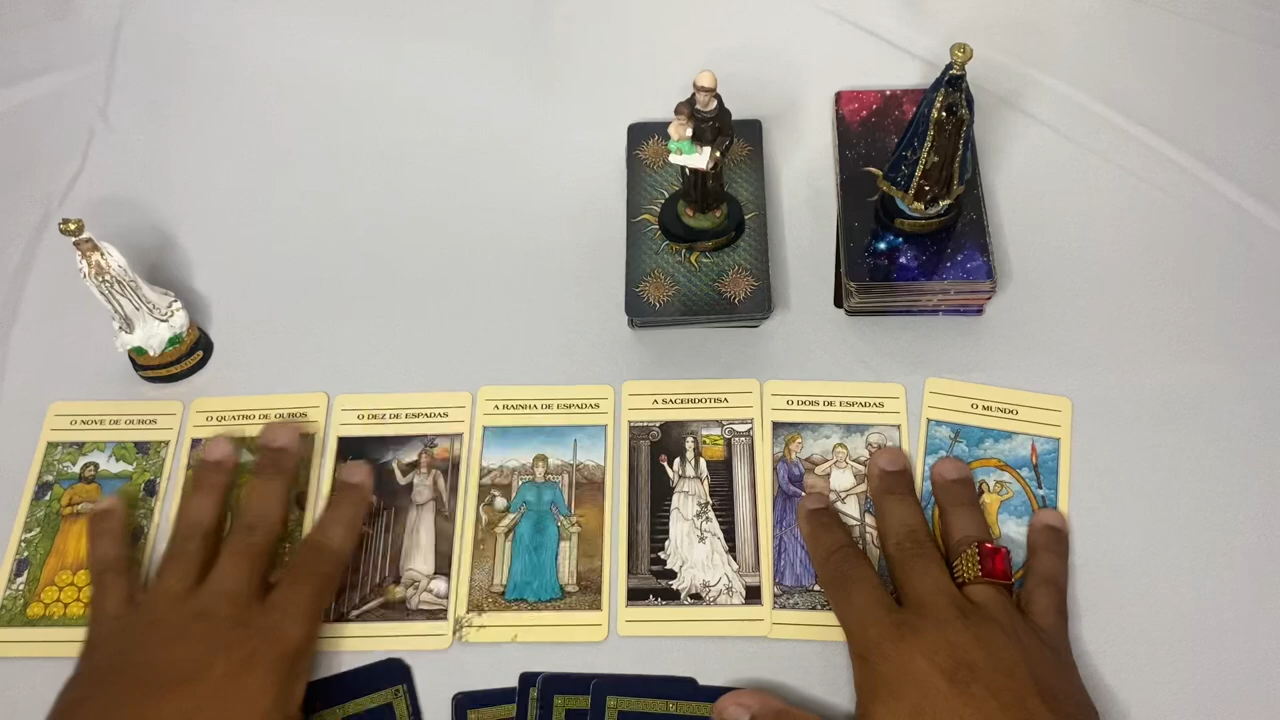 O NOVE DE OUROS
O QUATRO DE OUROS
O DEZ DE ESPADAS
A RAINHA DE ESPADAS
A SACERDOTISA
O DOIS DE ESPADAS
O MUNDO